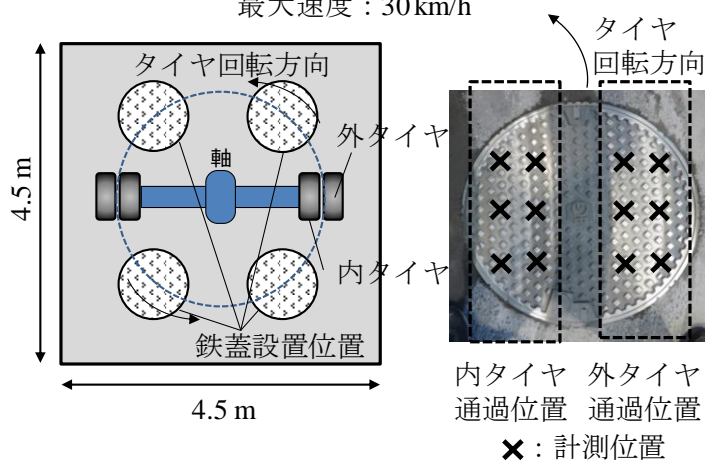 最大速度：30 km/h
タイヤ回転方向
軸
外タイヤ
内タイヤ
鉄蓋設置位置
4.5 m
4.5 m
タイヤ
回転方向
内タイヤ
通過位置
外タイヤ
通過位置
×：計測位置